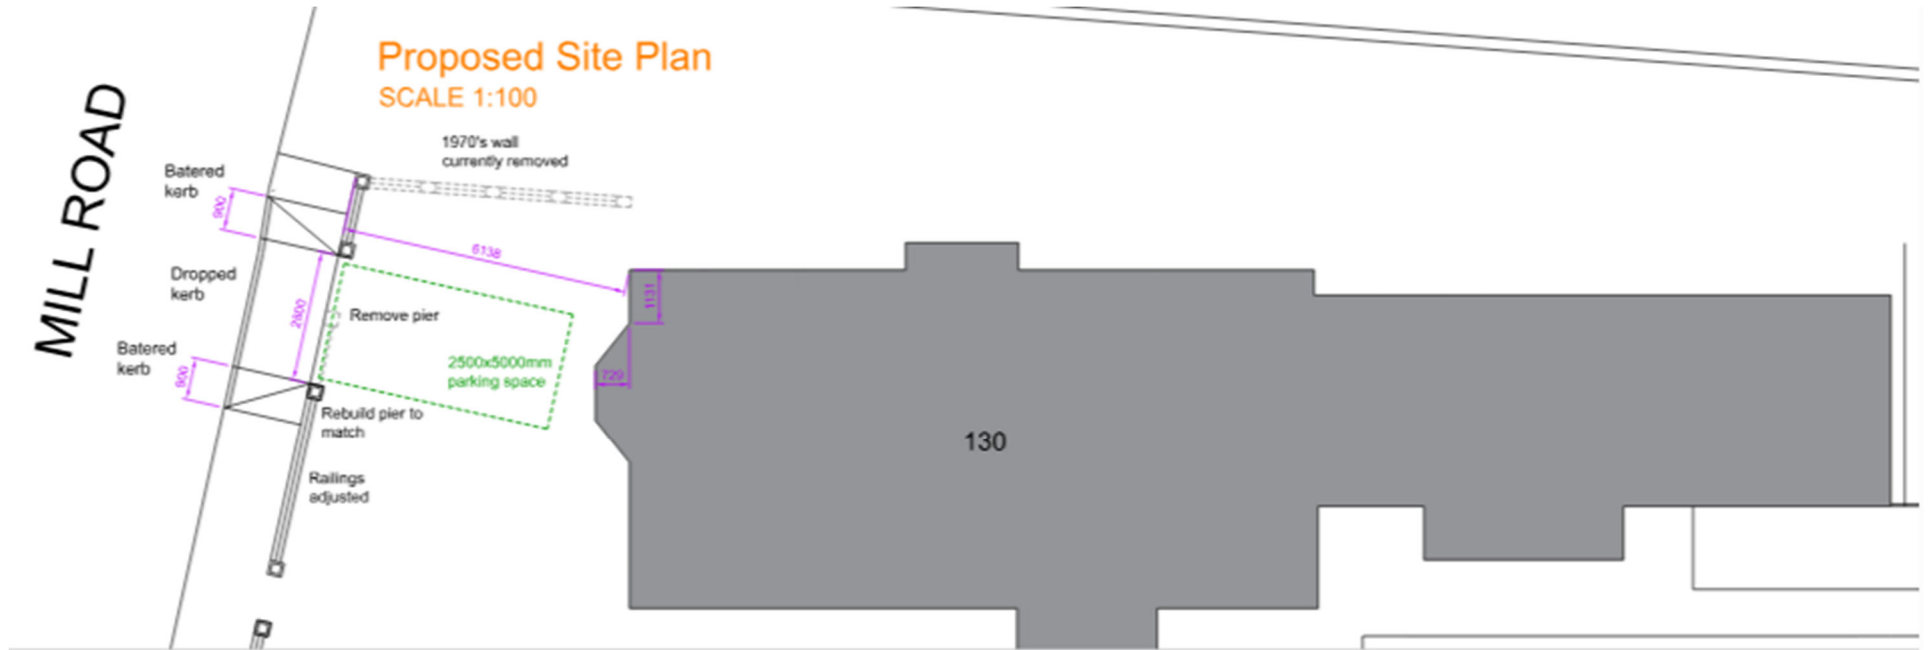 Proposed Site Plan
SCALE 1:100
MILL ROAD
1970's wall
currently removed
Batered
kerb
900
6138
Dropped
kerb
2800
Remove pier
1131
Batered
kerb
900
2500x5000mm
parking space
729
Rebuild pier to
match
130
Railings
adjusted